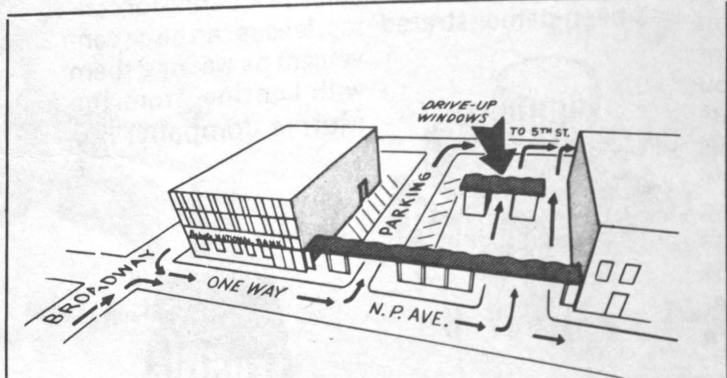 DRIVE-UP
WINDOWS
TO 5TH ST.
PARKING
NATIONAL BANK
BROADWAY
ONE WAY
N.P. AVE.